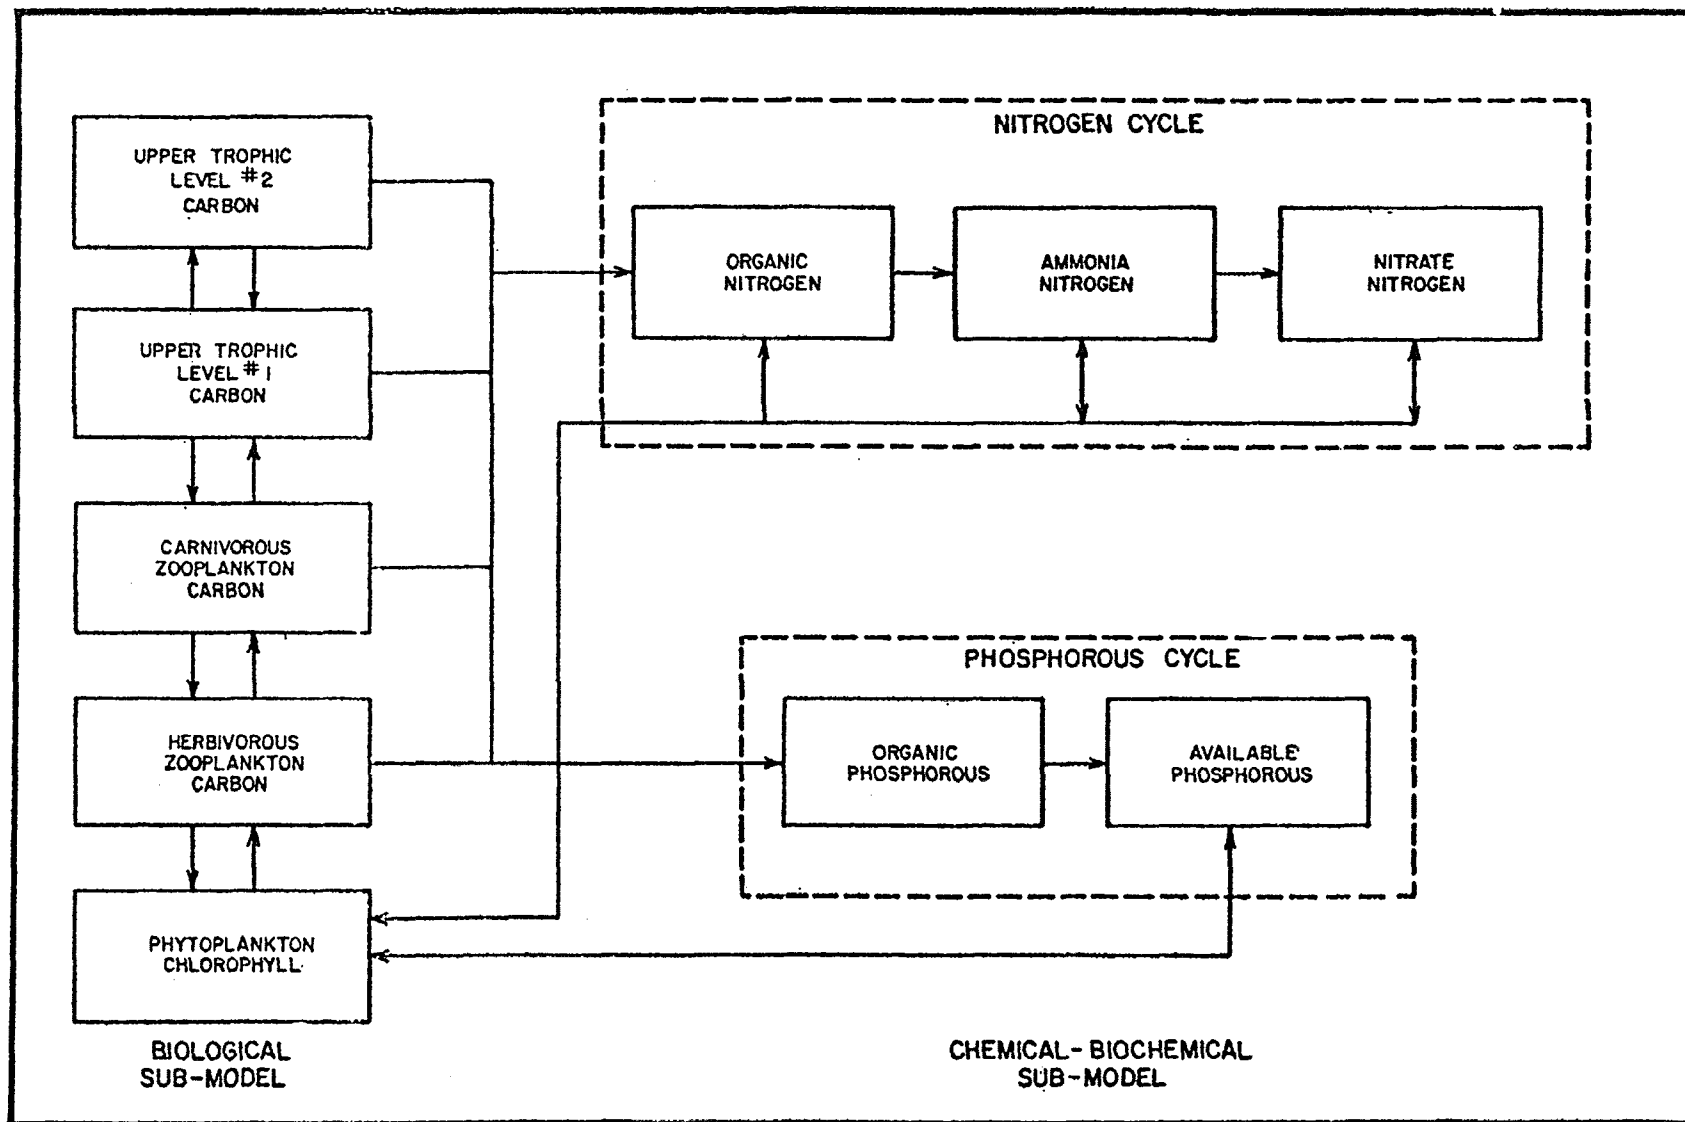 UPPER TROPHIC
LEVEL #2
CARBON
UPPER TROPHIC
LEVEL #1
CARBON
CARNIVOROUS
ZOOPLANKTON
CARBON
HERBIVOROUS
ZOOPLANKTON
CARBON
PHYTOPLANKTON
CHLOROPHYLL
BIOLOGICAL
SUB-MODEL
NITROGEN CYCLE
ORGANIC
NITROGEN
AMMONIA
NITROGEN
NITRATE
NITROGEN
PHOSPHOROUS CYCLE
ORGANIC
PHOSPHOROUS
AVAILABLE
PHOSPHOROUS
CHEMICAL-BIOCHEMICAL
SUB-MODEL